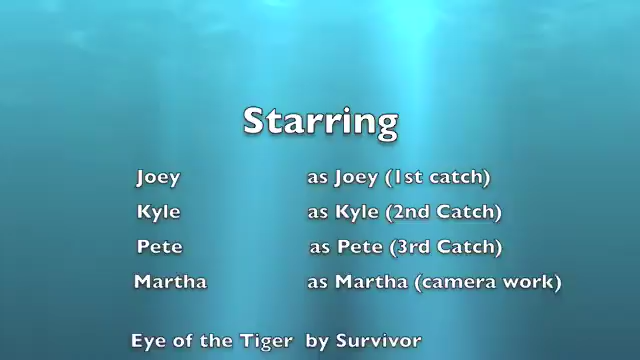 Starring
Joey as Joey (1st catch)
Kyle as Kyle (2nd Catch)
Pete as Pete (3rd Catch)
Martha as Martha (camera work)
Eye of the Tiger by Survivor